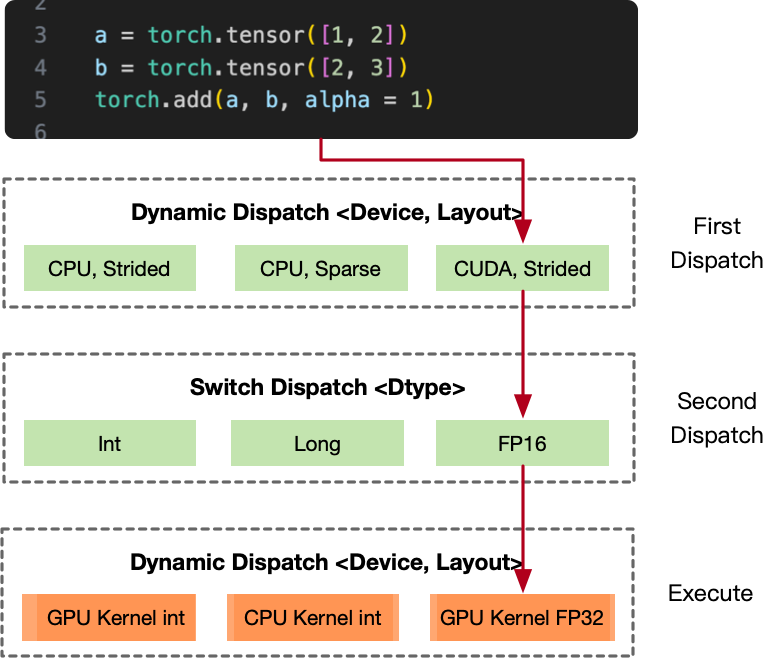 2
3 a = torch.tensor([1, 2])
4 b = torch.tensor([2, 3])
5 torch.add(a, b, alpha = 1)
6
Dynamic Dispatch <Device, Layout>
CPU, Strided CPU, Sparse CUDA, Strided
First
Dispatch
Switch Dispatch <Dtype>
Int Long FP16
Second
Dispatch
Dynamic Dispatch <Device, Layout>
GPU Kernel int CPU Kernel int GPU Kernel FP32
Execute